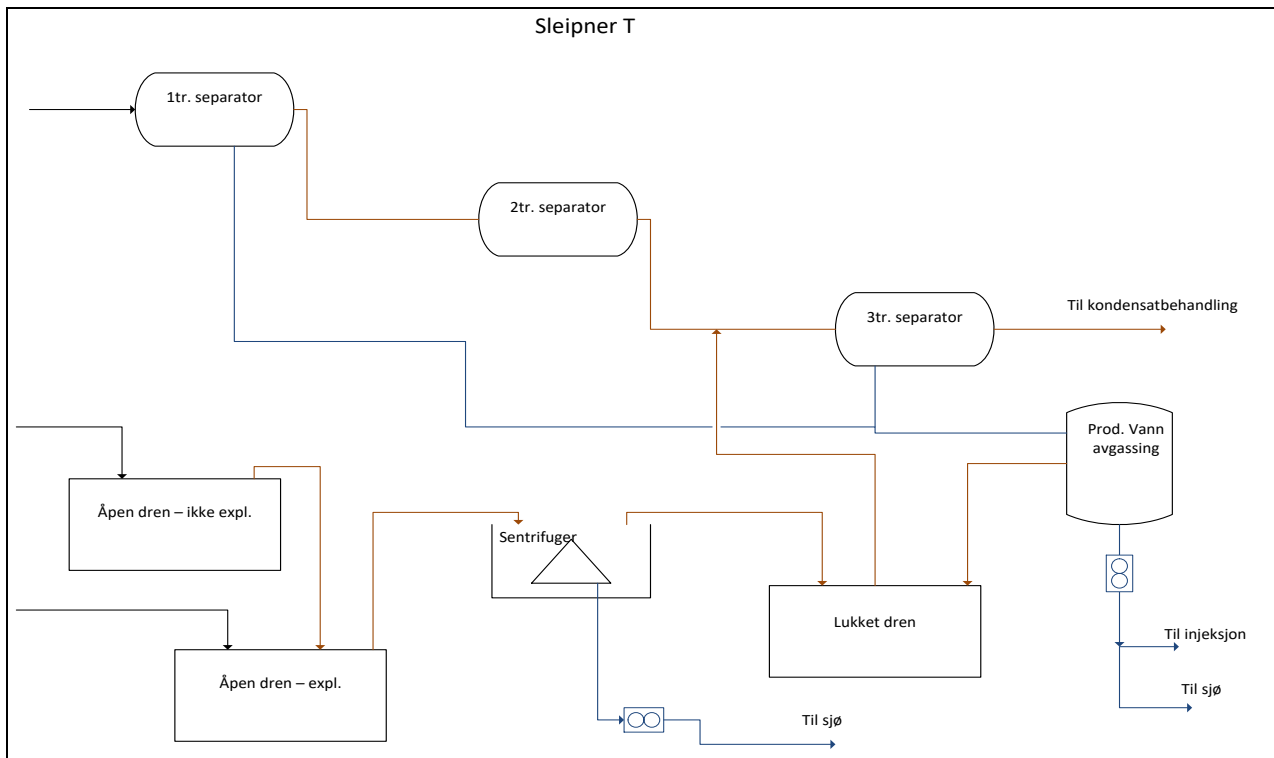 Sleipner T
1tr. separator
2tr. separator
3tr. separator
Til kondensatbehandling
Prod. Vann
avgassing
Åpen dren – ikke expl.
Sentrifuger
Lukket dren
Til injeksjon
Åpen dren – expl.
Til sjø
Til sjø